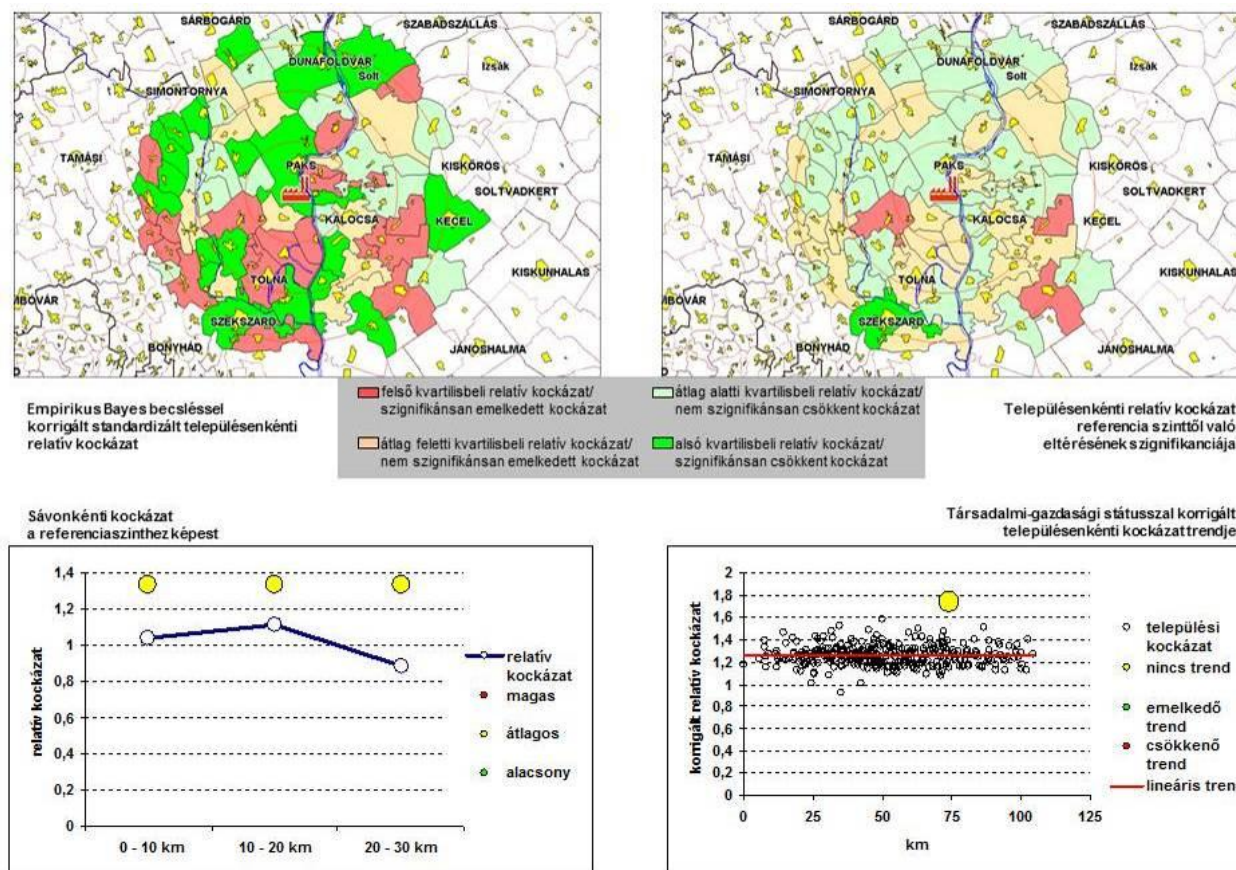 SÁRBOGÁRD
SZABADSZÁLLÁS
DUNAFÖLDVÁR
Solt
Izsák
SIMONTORNYA
TAMÁSI
PAKS
KISKŐRÖS
SOLTVADKERT
KALOCSA
KECEL
TOLNA
KISKUNHALAS
MBOVÁR
SZEKSZÁRD
BONYHÁD
JÁNOSHALMA
SÁRBOGÁRD
SZABADSZÁLLÁS
DUNAFÖLDVÁR
Solt
Izsák
SIMONTORNYA
TAMÁSI
PAKS
KISKŐRÖS
SOLTVADKERT
KALOCSA
KECEL
TOLNA
KISKUNHALAS
MBOVÁR
SZEKSZÁRD
BONYHÁD
JÁNOSHALMA
Empirikus Bayes becsléssel
korrigált standardizált településenkénti
relatív kockázat
felső kvartilisbeli relatív kockázat/
szignifikánsan emelkedett kockázat
átlag alatti kvartilisbeli relatív kockázat/
nem szignifikánsan csökkent kockázat
átlag feletti kvartilisbeli relatív kockázat/
nem szignifikánsan emelkedett kockázat
alsó kvartilisbeli relatív kockázat/
szignifikánsan csökkent kockázat
Településenkénti relatív kockázat
referencia szinttől való
eltérésének szignifikanciája
Sávonkénti kockázat
a referenciaszinthez képest
1,4
1,2
1
0,8
0,6
0,4
0,2
0
relatív kockázat
0 - 10 km
10 - 20 km
20 - 30 km
relatív
kockázat
magas
átlagos
alacsony
Társadalmi-gazdasági státusszal korrigált
településenkénti kockázat trendje
2
1,8
1,6
1,4
1,2
1
0,8
0,6
0,4
0,2
0
korrigált relatív kockázat
0
25
50
75
100
125
km
települési
kockázat
nincs trend
emelkedő
trend
csökkenő
trend
lineáris tren